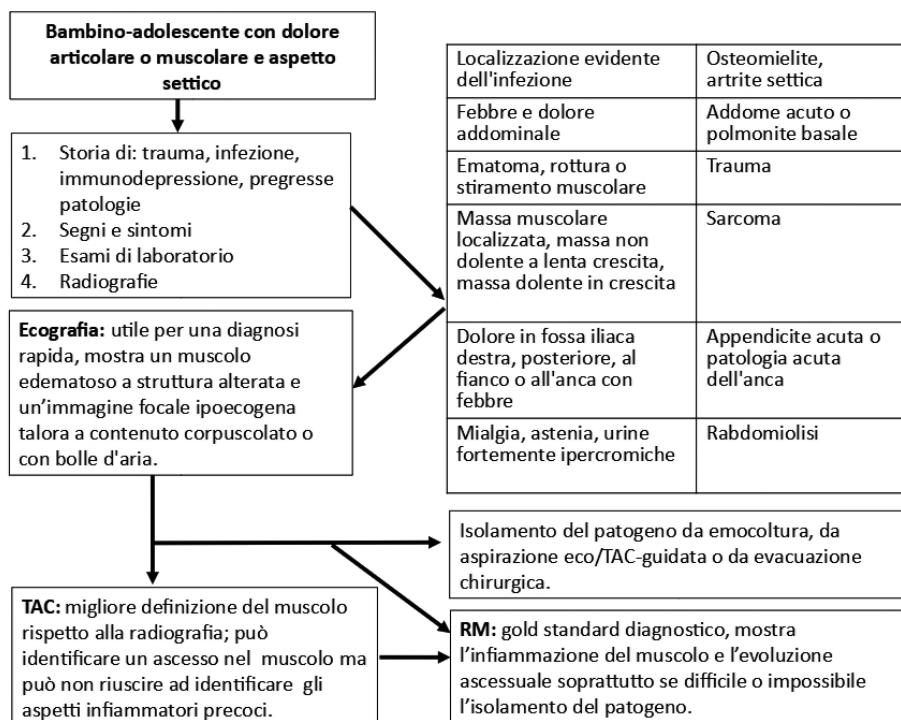 Bambino-adolescente con dolore
articolare o muscolare e aspetto
settico
1. Storia di: trauma, infezione,
immunodepressione, pregresse
patologie
2. Segni e sintomi
3. Esami di laboratorio
4. Radiografie
Localizzazione evidente
dell'infezione
Osteomielite,
artrite settica
Febbre e dolore
addominale
Addome acuto o
polmonite basale
Ematoma, rottura o
stiramento muscolare
Trauma
Massa muscolare
localizzata, massa non
dolente a lenta crescita,
massa dolente in crescita
Sarcoma
Dolore in fossa iliaca
destra, posteriore, al
fianco o all'anca con
febbre
Appendicite acuta o
patologia acuta
dell'anca
Mialgia, astenia, urine
fortemente ipercromiche
Rabdomiolisi
Ecografia: utile per una diagnosi
rapida, mostra un muscolo
edematoso a struttura alterata e
un’immagine focale ipoecogena
talora a contenuto corpuscolato o
con bolle d'aria.
Isolamento del patogeno da emocoltura, da
aspirazione eco/TAC-guidata o da evacuazione
chirurgica.
TAC: migliore definizione del muscolo
rispetto alla radiografia; può
identificare un ascesso nel muscolo ma
può non riuscire ad identificare gli
aspetti infiammatori precoci.
RM: gold standard diagnostico, mostra
l’infiammazione del muscolo e l’evoluzione
ascessuale soprattutto se difficile o impossibile
l’isolamento del patogeno.